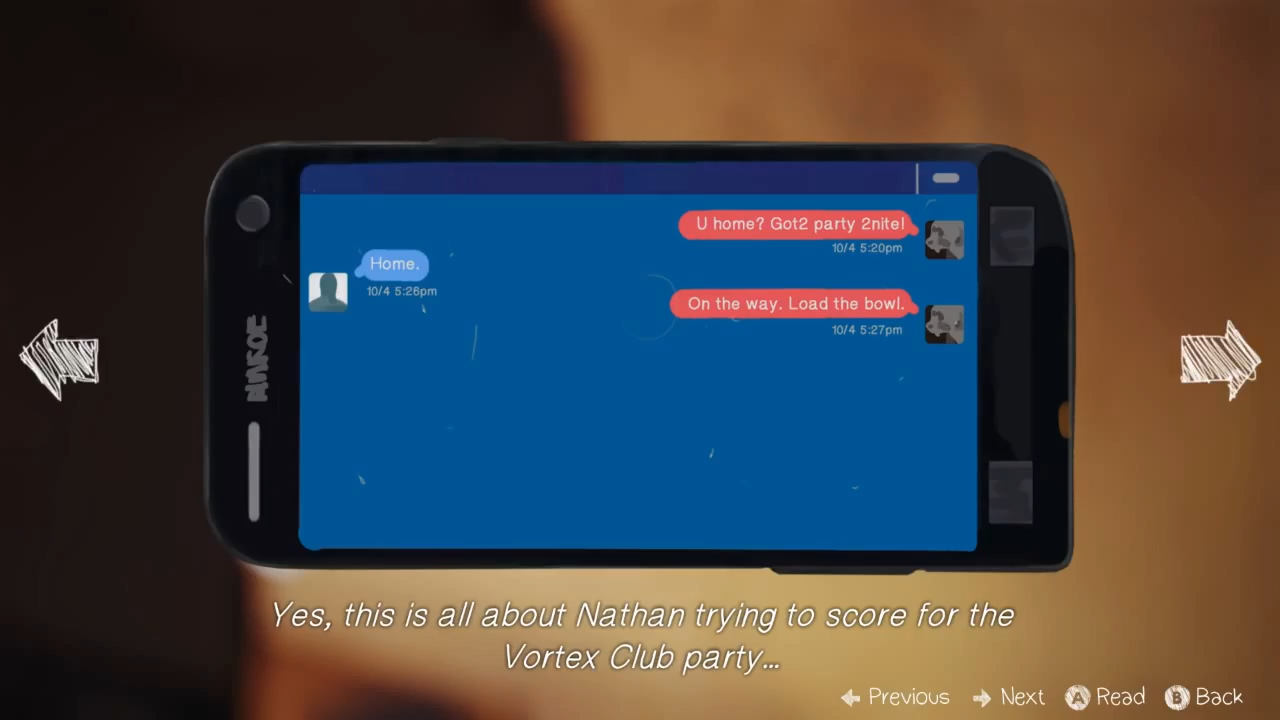 U home? Got2 party 2nite!
10/4 5:20pm
Home.
10/4 5:26pm
On the way. Load the bowl.
10/4 5:27pm
Yes, this is all about Nathan trying to score for the
Vortex Club party...
Previous Next A Read B Back